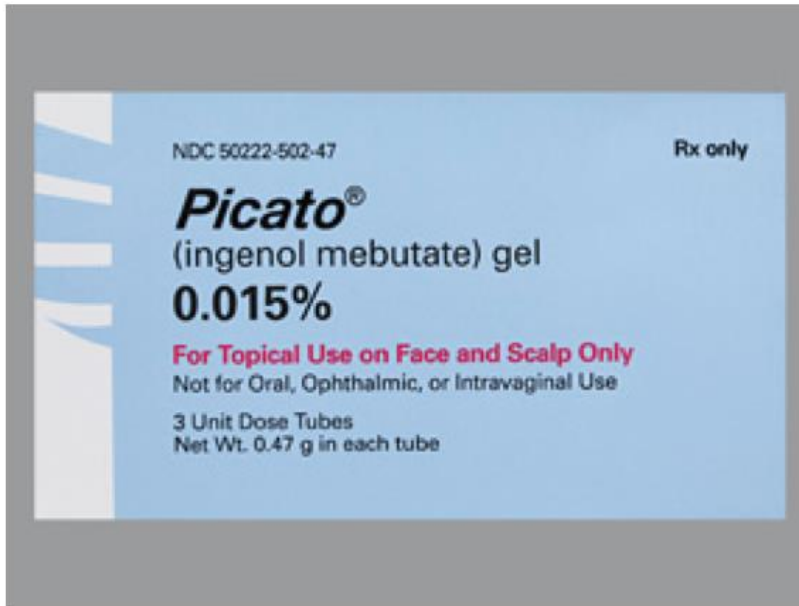 NDC 50222-502-47
Rx only
Picato®
(ingenol mebutate) gel
0.015%
For Topical Use on Face and Scalp Only
Not for Oral, Ophthalmic, or Intravaginal Use
3 Unit Dose Tubes
Net Wt. 0.47 g in each tube